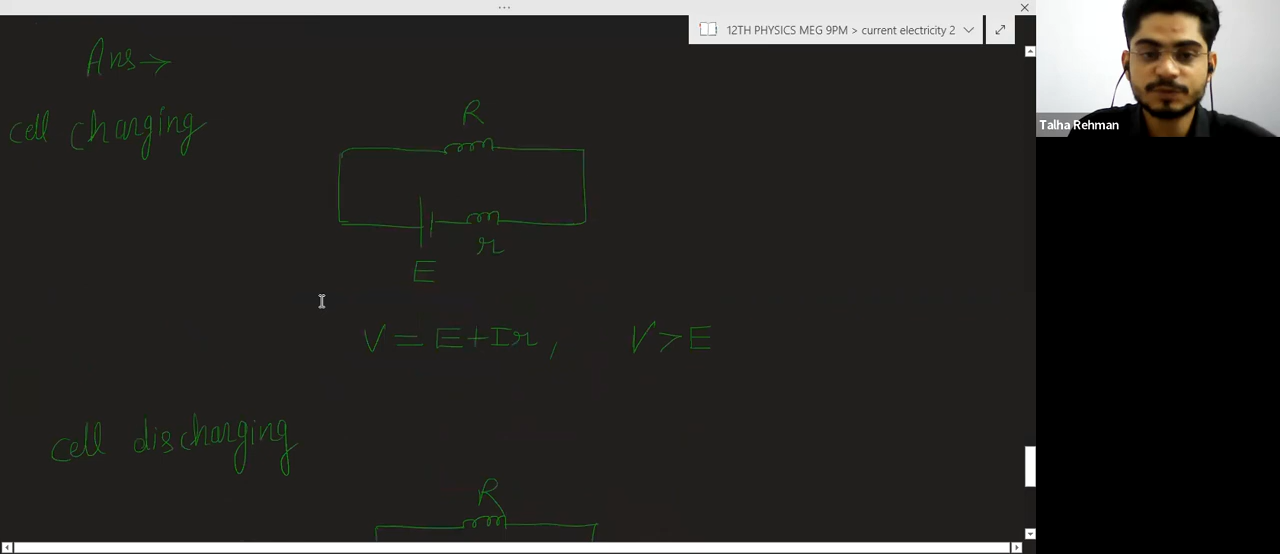 12TH PHYSICS MEG 9PM > current electricity 2
Talha Rehman
Ans →
cell charging
R
r
E
V = E + Ir , V > E
cell discharging
R